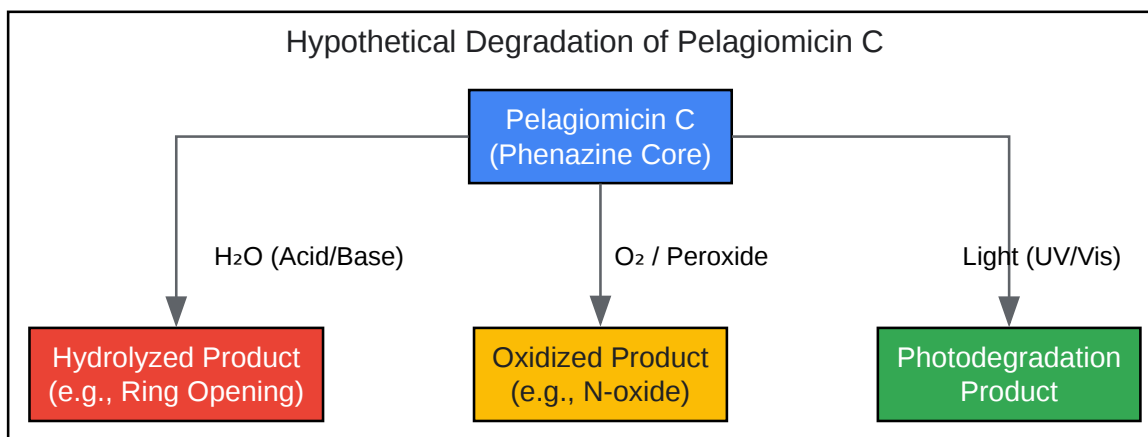 Hypothetical Degradation of Pelagiomicin C
Pelagiomicin C
(Phenazine Core)
H₂O (Acid/Base)
O₂ / Peroxide
Light (UV/Vis)
Hydrolyzed Product
(e.g., Ring Opening)
Oxidized Product
(e.g., N-oxide)
Photodegradation
Product